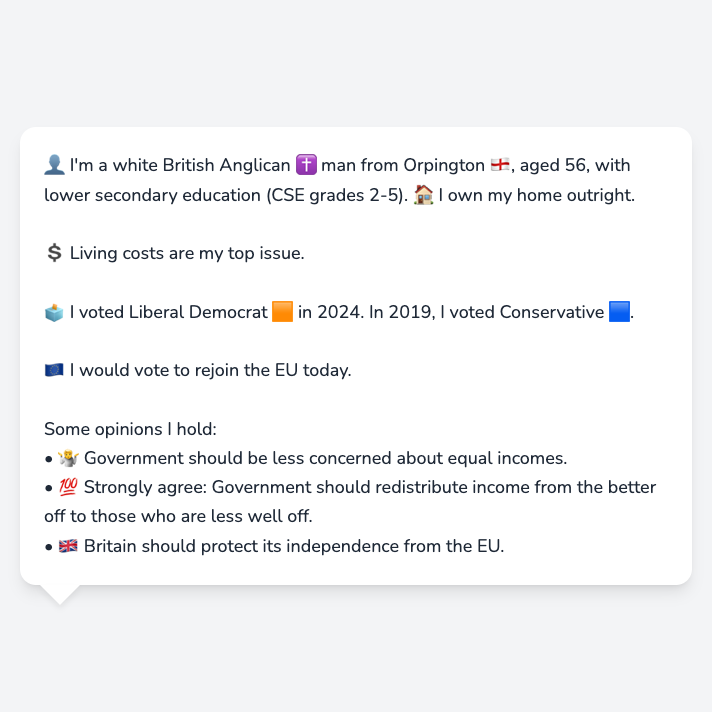 👤 I'm a white British Anglican ✝️ man from Orpington 🏴󠁧󠁢󠁥󠁮󠁧󠁿, aged 56, with
lower secondary education (CSE grades 2-5). 🏠 I own my home outright.
💲 Living costs are my top issue.
🗳️ I voted Liberal Democrat 🟧 in 2024. In 2019, I voted Conservative 🟦.
🇪🇺 I would vote to rejoin the EU today.
Some opinions I hold:
• 🤷 Government should be less concerned about equal incomes.
• 💯 Strongly agree: Government should redistribute income from the better
off to those who are less well off.
• 🇬🇧 Britain should protect its independence from the EU.